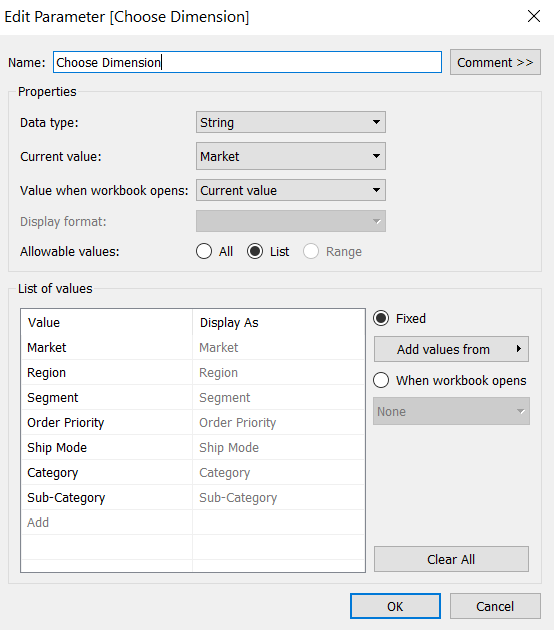 Edit Parameter [Choose Dimension]
Name: Choose Dimension Comment >>
Properties
Data type: String
Current value: Market
Value when workbook opens: Current value
Display format:
Allowable values: All List Range
List of values
Value Display As
Market Market
Region Region
Segment Segment
Order Priority Order Priority
Ship Mode Ship Mode
Category Category
Sub-Category Sub-Category
Add
Fixed
Add values from
When workbook opens
None
Clear All
OK Cancel